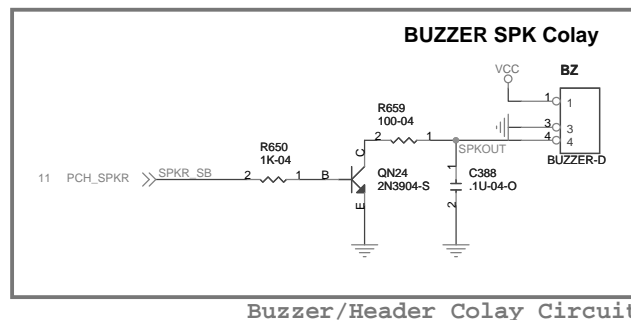 BUZZER SPK Colay
VCC
BZ
1 1
3 3
4 4
BUZZER-D
R659
100-04
2 1
SPKOUT
R650
1K-04
11 PCH_SPKR SPKR_SB 2 1 B
C
E
QN24
2N3904-S
1
2
C388
.1U-04-O
Buzzer/Header Colay Circuit